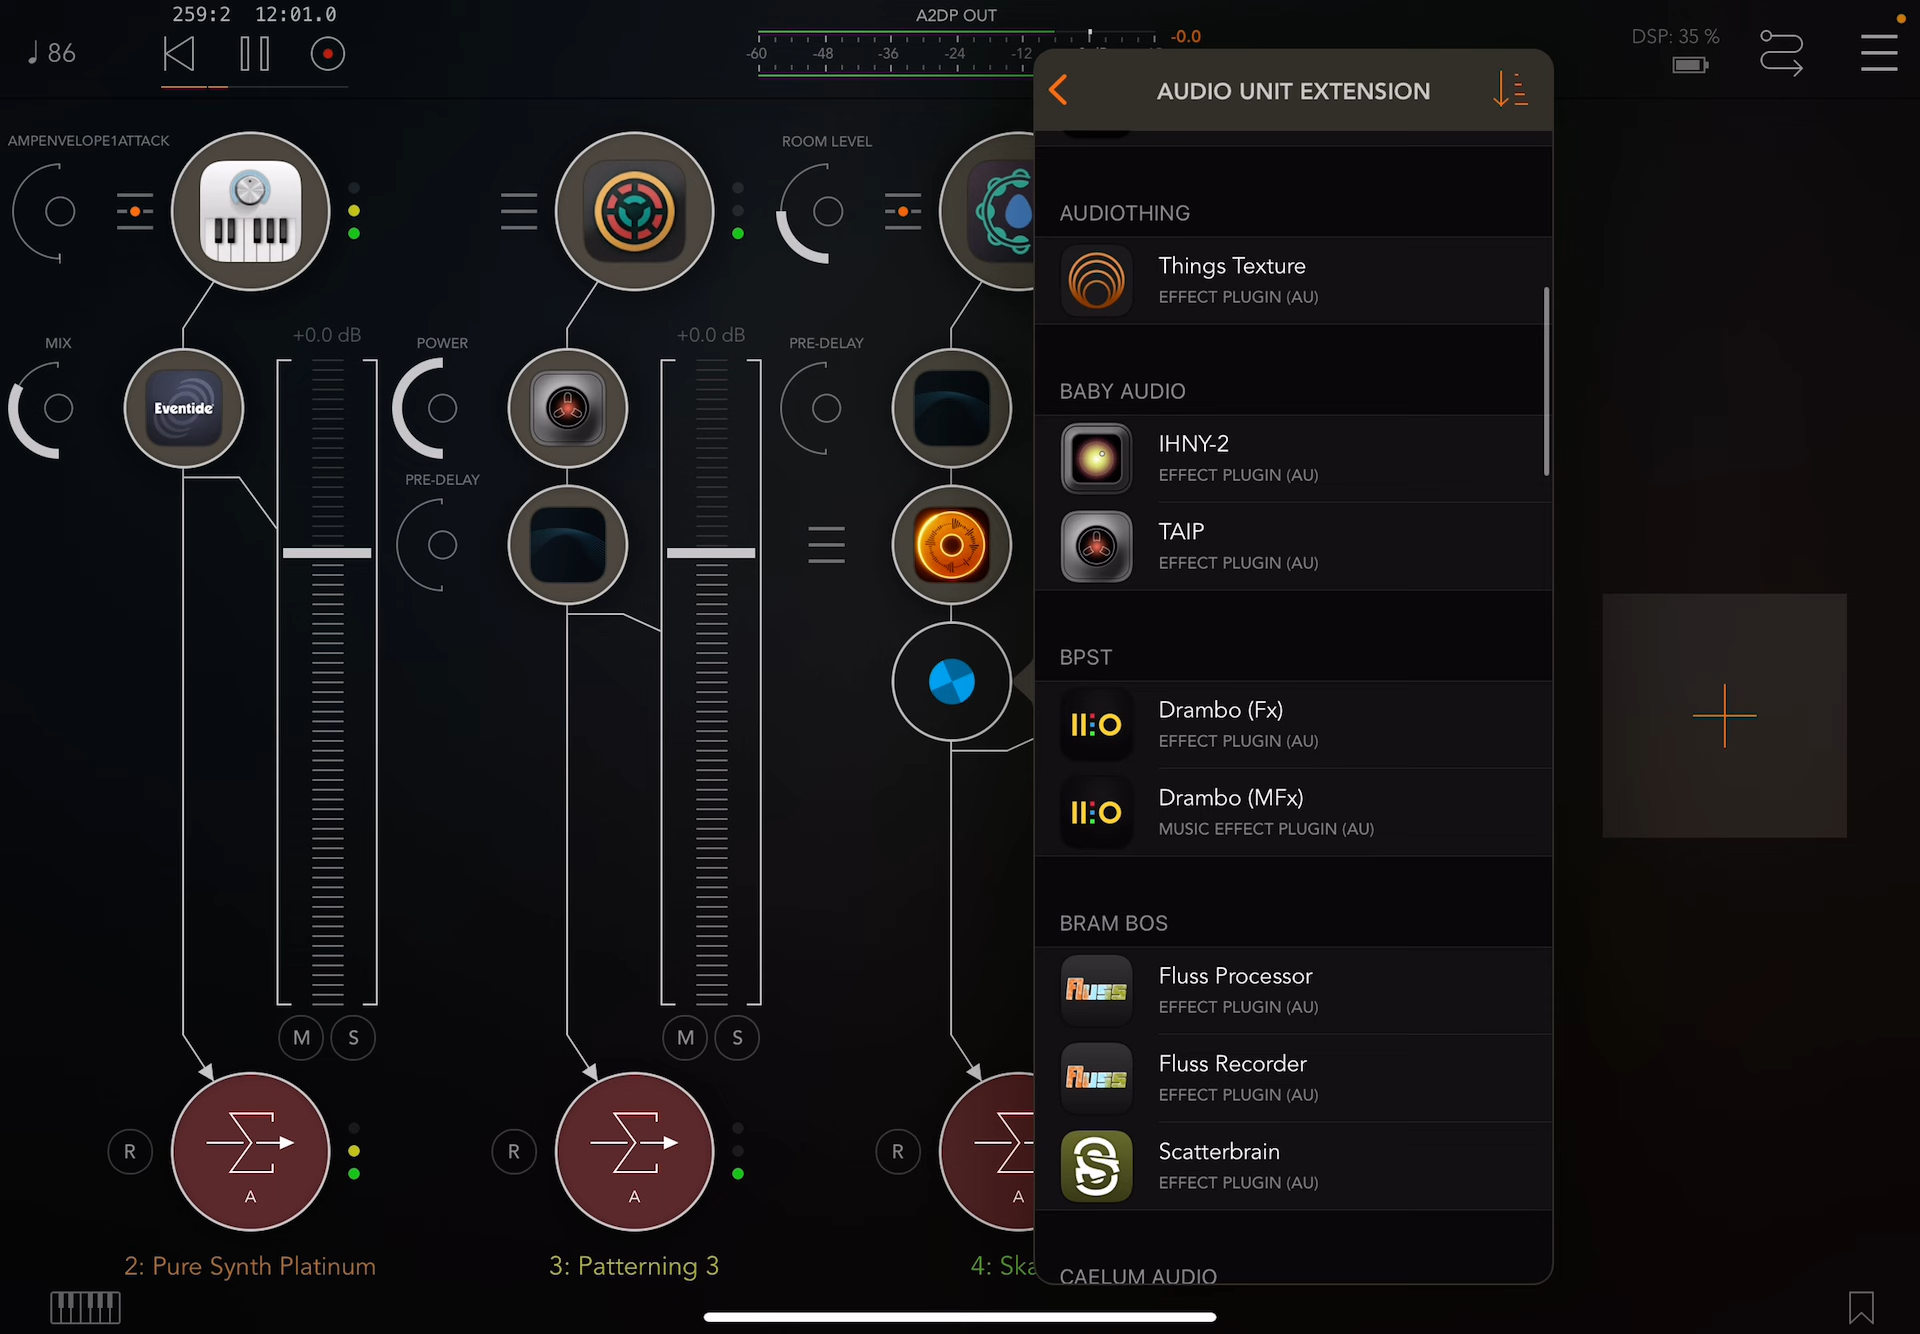 259:2 12:01.0
86
A2DP OUT
-60 -48 -36 -24 -12
-0.0
DSP: 35 %
AMPENVELOPE1ATTACK
ROOM LEVEL
MIX
+0.0 dB
POWER
+0.0 dB
PRE-DELAY
Eventide
PRE-DELAY
M S
M S
R
A
R
A
R
A
2: Pure Synth Platinum
3: Patterning 3
4: Ska
AUDIO UNIT EXTENSION
AUDIOTHING
Things Texture
EFFECT PLUGIN (AU)
BABY AUDIO
IHNY-2
EFFECT PLUGIN (AU)
TAIP
EFFECT PLUGIN (AU)
BPST
Drambo (Fx)
EFFECT PLUGIN (AU)
Drambo (MFx)
MUSIC EFFECT PLUGIN (AU)
BRAM BOS
Fluss
Fluss Processor
EFFECT PLUGIN (AU)
Fluss
Fluss Recorder
EFFECT PLUGIN (AU)
Scatterbrain
EFFECT PLUGIN (AU)
CAELUM AUDIO